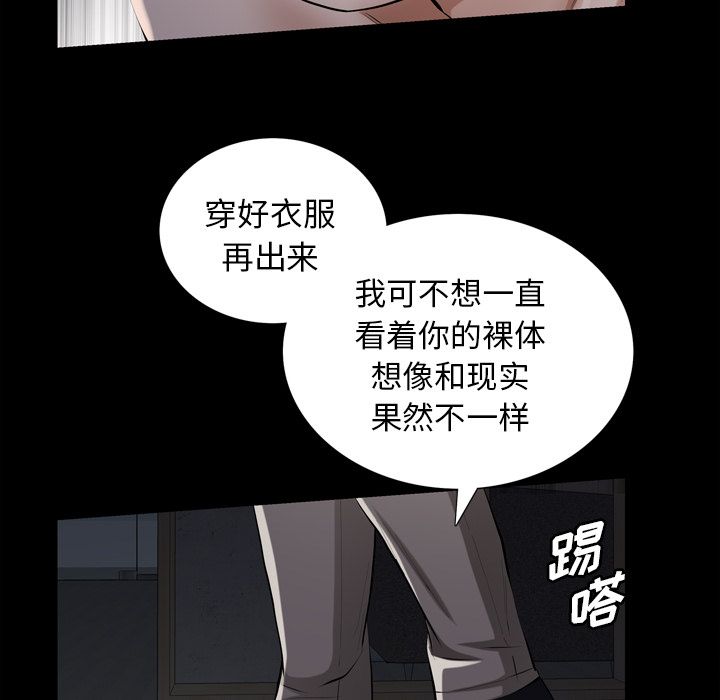 穿好衣服
再出来
我可不想一直
看着你的裸体
想像和现实
果然不一样
踢
嗒